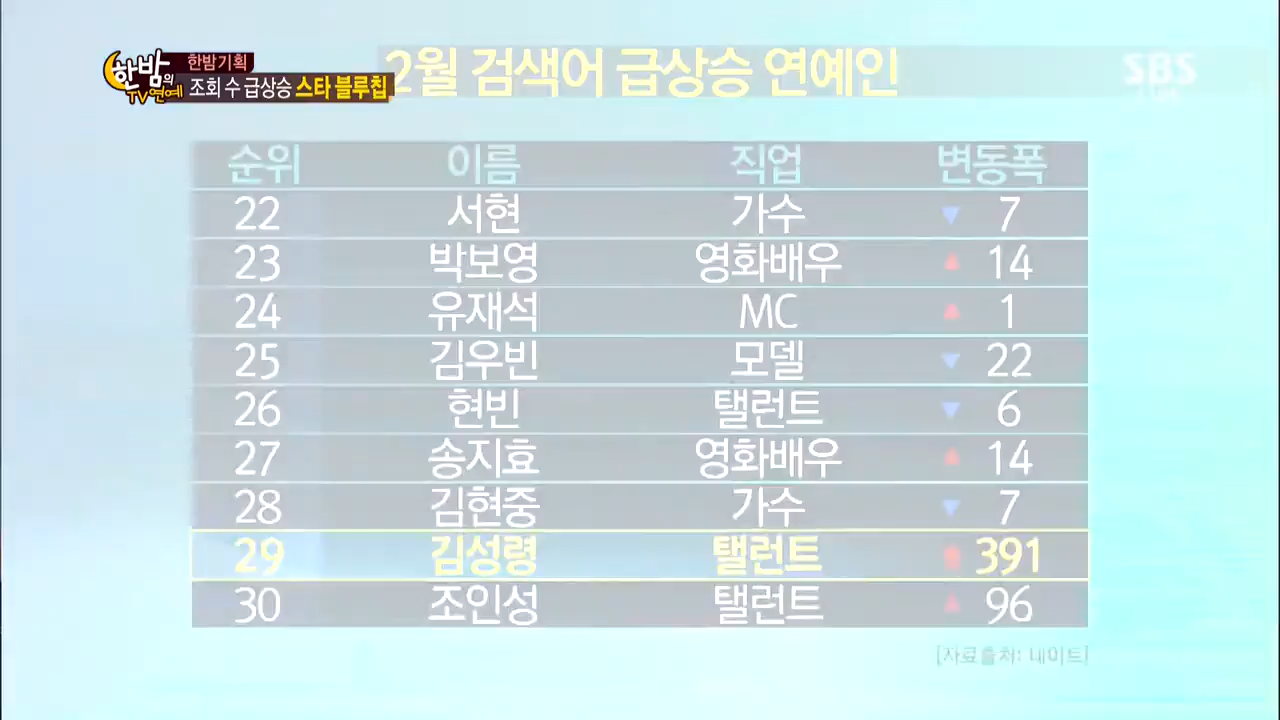 한밤의
TV연예
한밤기획
조회 수 급상승 스타 블루칩
2월 검색어 급상승 연예인
SBS
순위 이름 직업 변동폭
22 서현 가수 ▼ 7
23 박보영 영화배우 ▲ 14
24 유재석 MC ▲ 1
25 김우빈 모델 ▼ 22
26 현빈 탤런트 ▼ 6
27 송지효 영화배우 ▲ 14
28 김현중 가수 ▼ 7
29 김성령 탤런트 ▲ 391
30 조인성 탤런트 ▲ 96
[자료출처: 네이트]